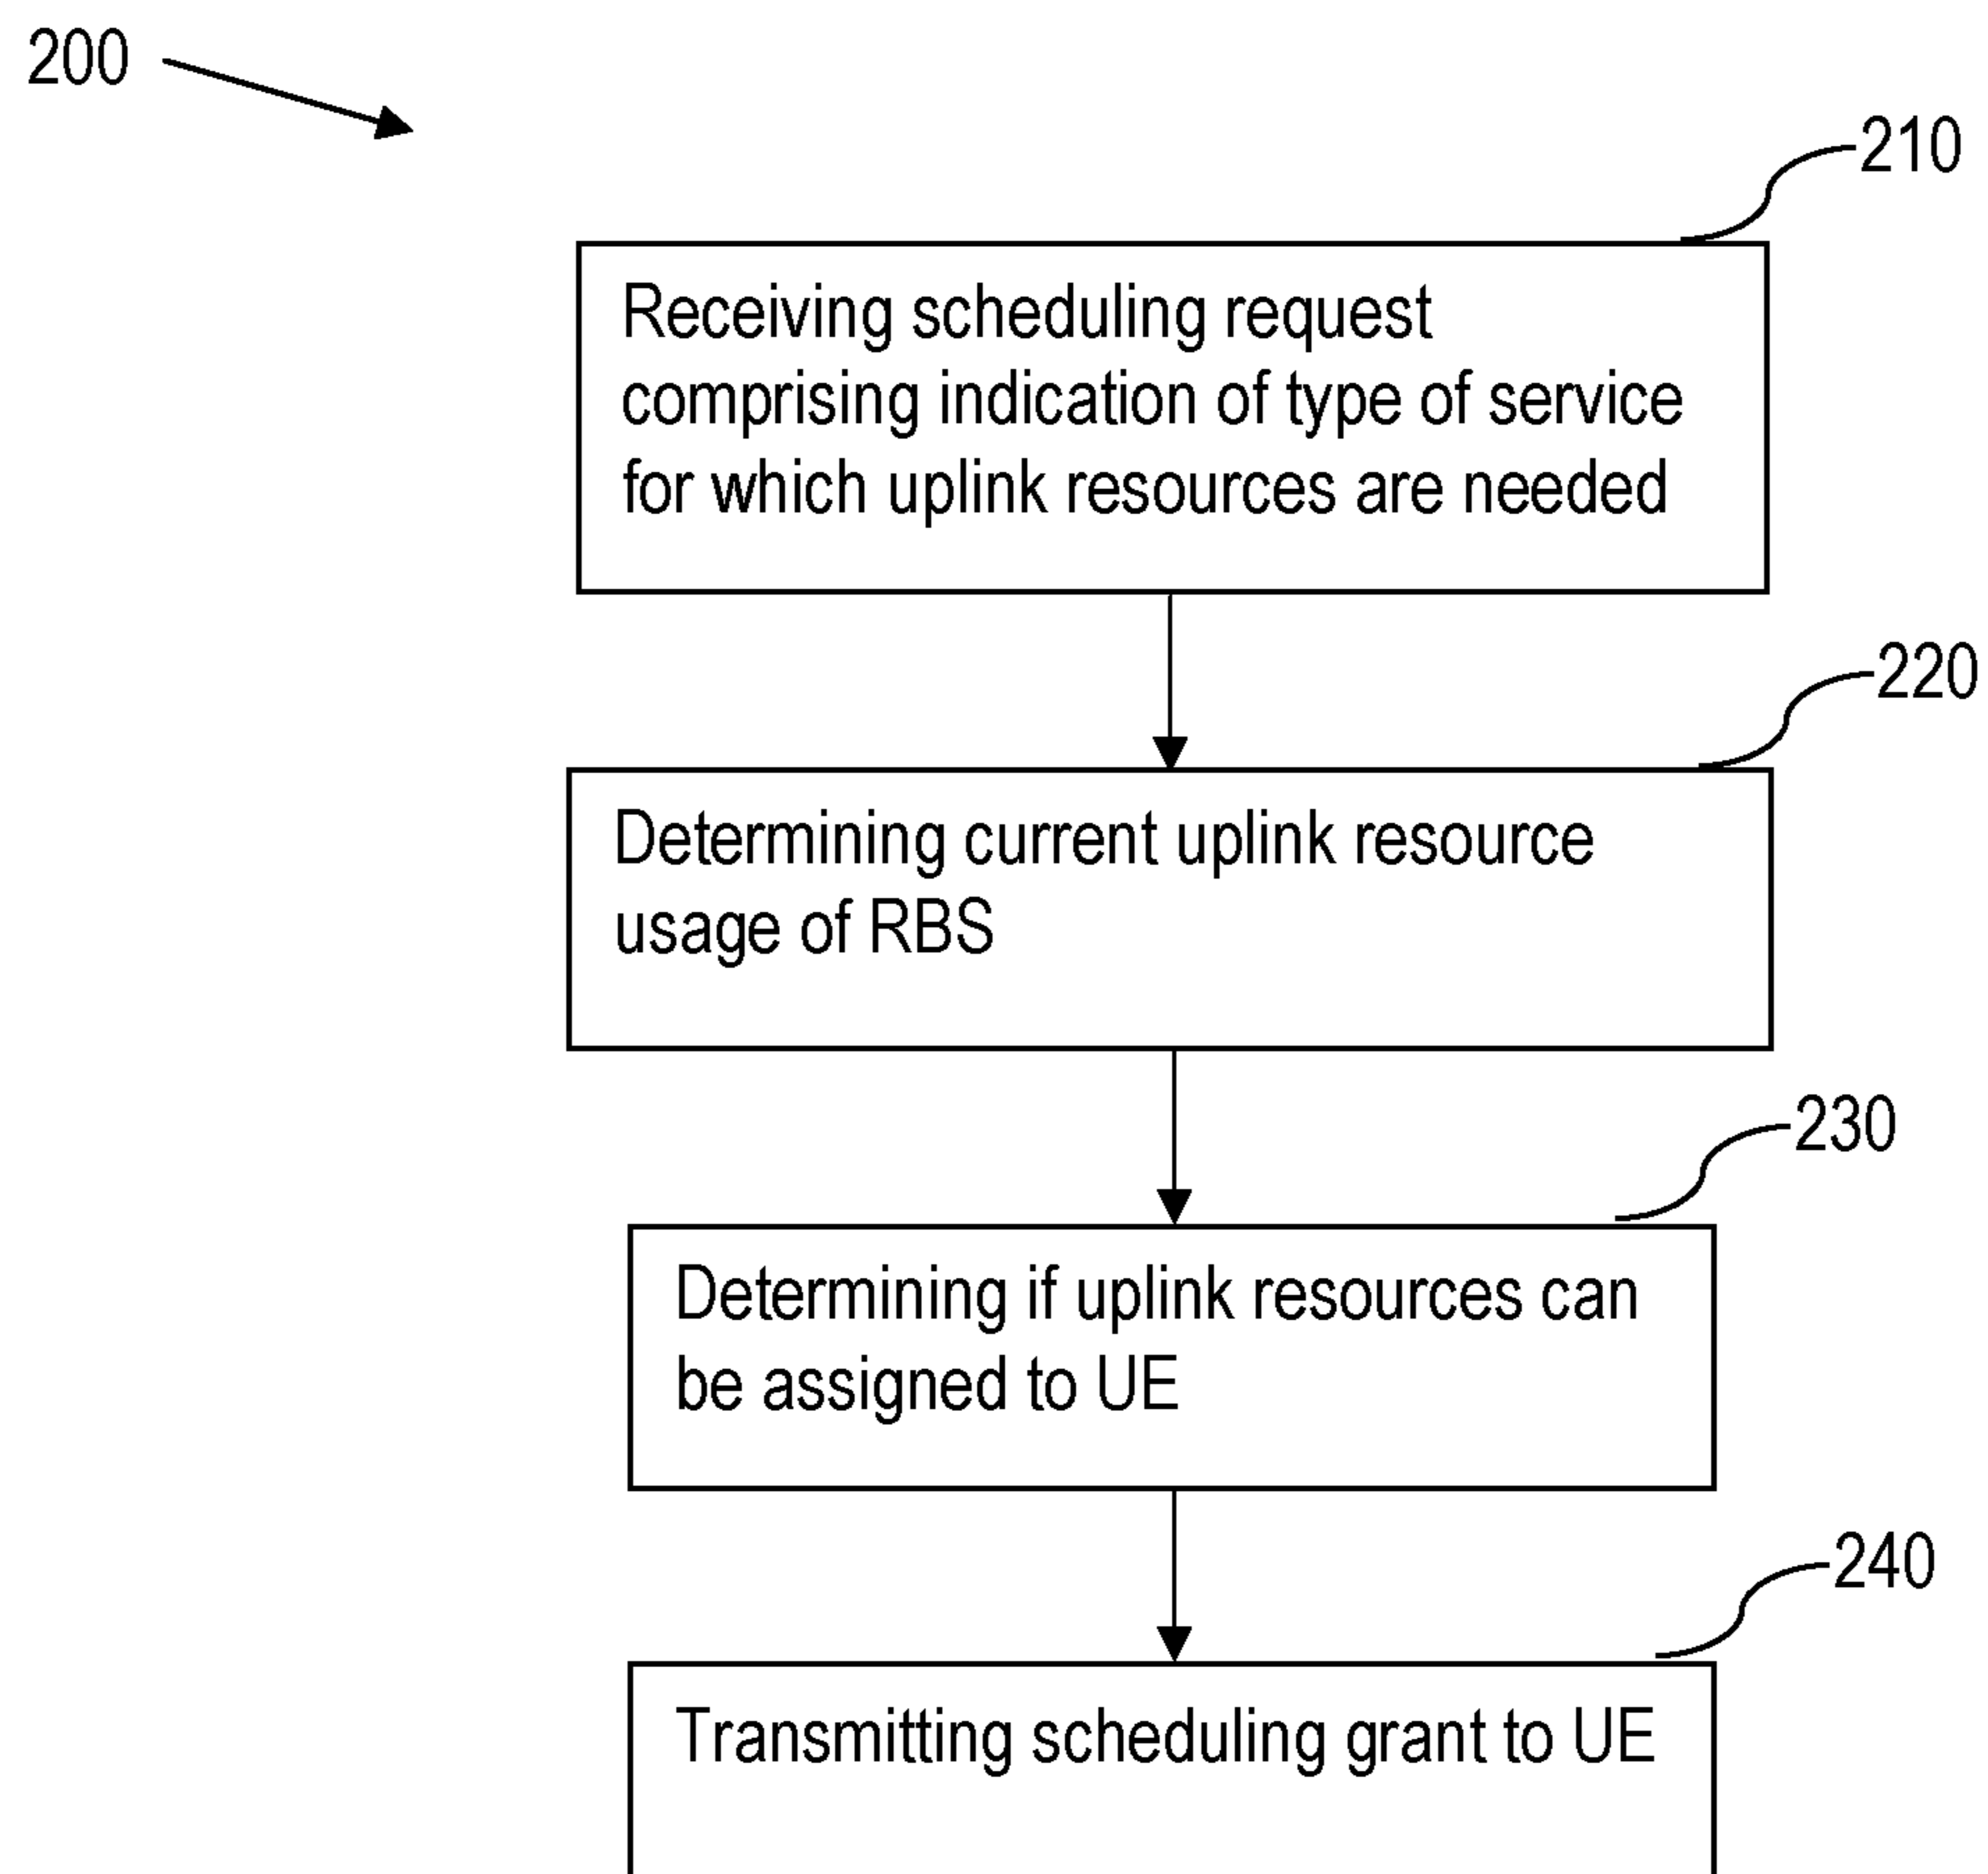 200
210
Receiving scheduling request
comprising indication of type of service
for which uplink resources are needed
220
Determining current uplink resource
usage of RBS
230
Determining if uplink resources can
be assigned to UE
240
Transmitting scheduling grant to UE